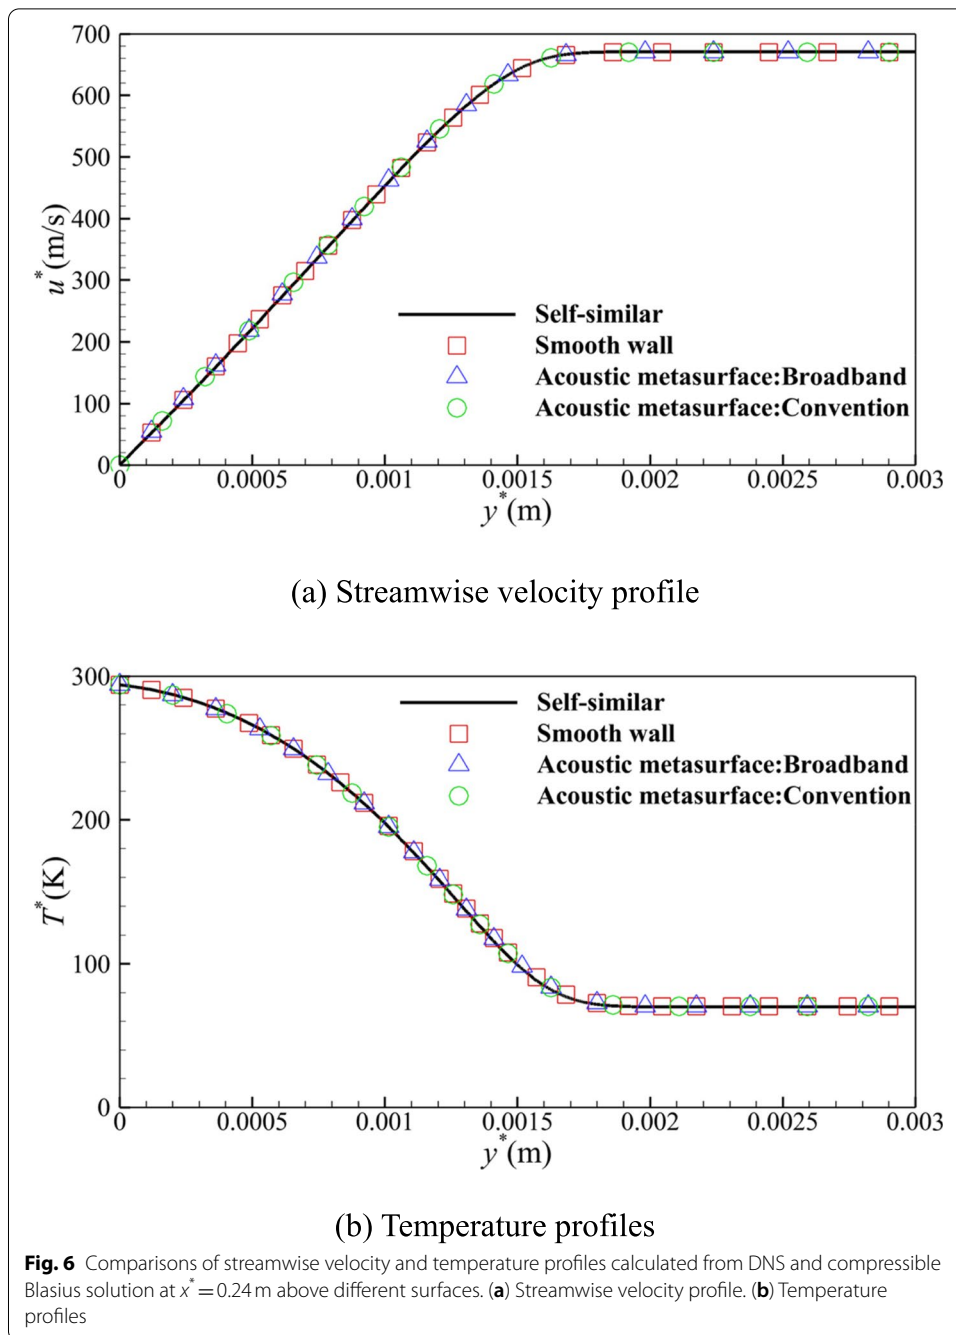 700
600
500
400
300
200
100
0
u* (m/s)
Self-similar
Smooth wall
Acoustic metasurface:Broadband
Acoustic metasurface:Convention
0 0.0005 0.001 0.0015 0.002 0.0025 0.003
y* (m)
(a) Streamwise velocity profile
300
200
100
0
T* (K)
Self-similar
Smooth wall
Acoustic metasurface:Broadband
Acoustic metasurface:Convention
0 0.0005 0.001 0.0015 0.002 0.0025 0.003
y* (m)
(b) Temperature profiles
Fig. 6 Comparisons of streamwise velocity and temperature profiles calculated from DNS and compressible
Blasius solution at x* = 0.24 m above different surfaces. (a) Streamwise velocity profile. (b) Temperature
profiles